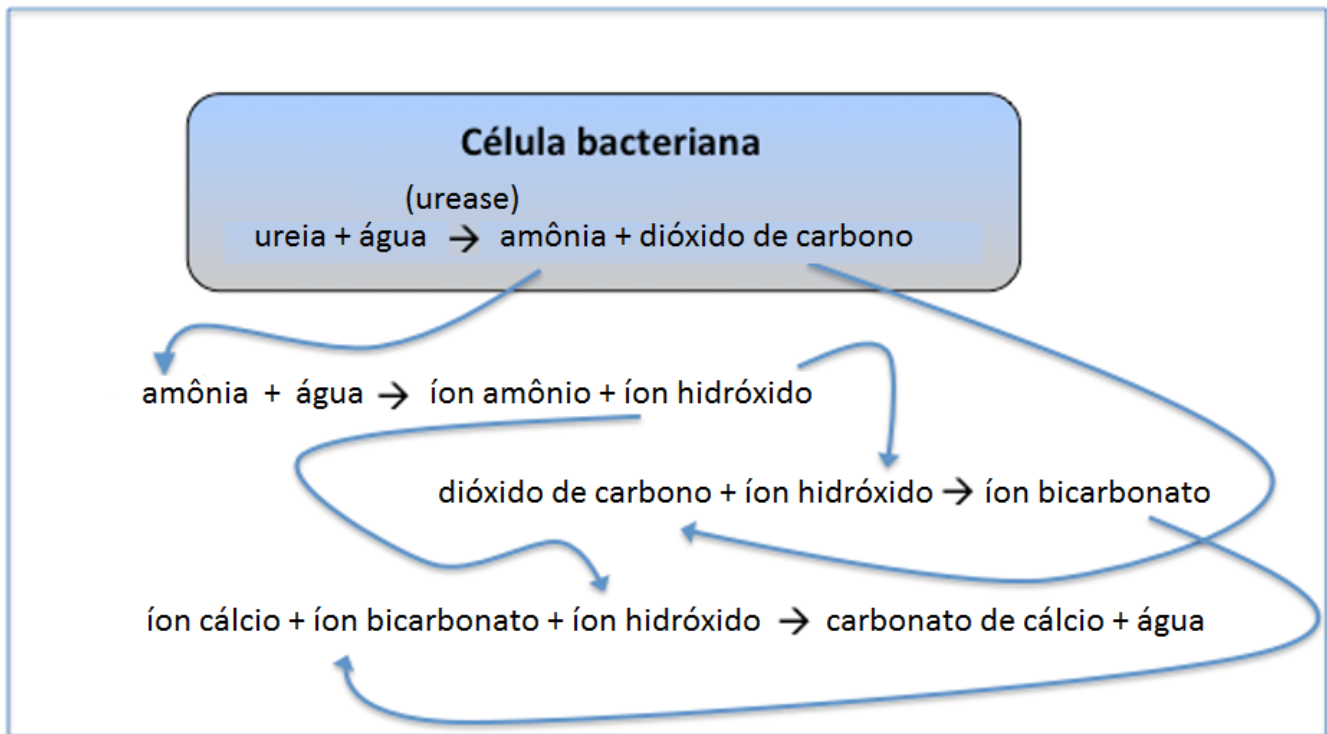 Célula bacteriana
(urease)
ureia + água → amônia + dióxido de carbono
amônia + água → íon amônio + íon hidróxido
dióxido de carbono + íon hidróxido → íon bicarbonato
íon cálcio + íon bicarbonato + íon hidróxido → carbonato de cálcio + água